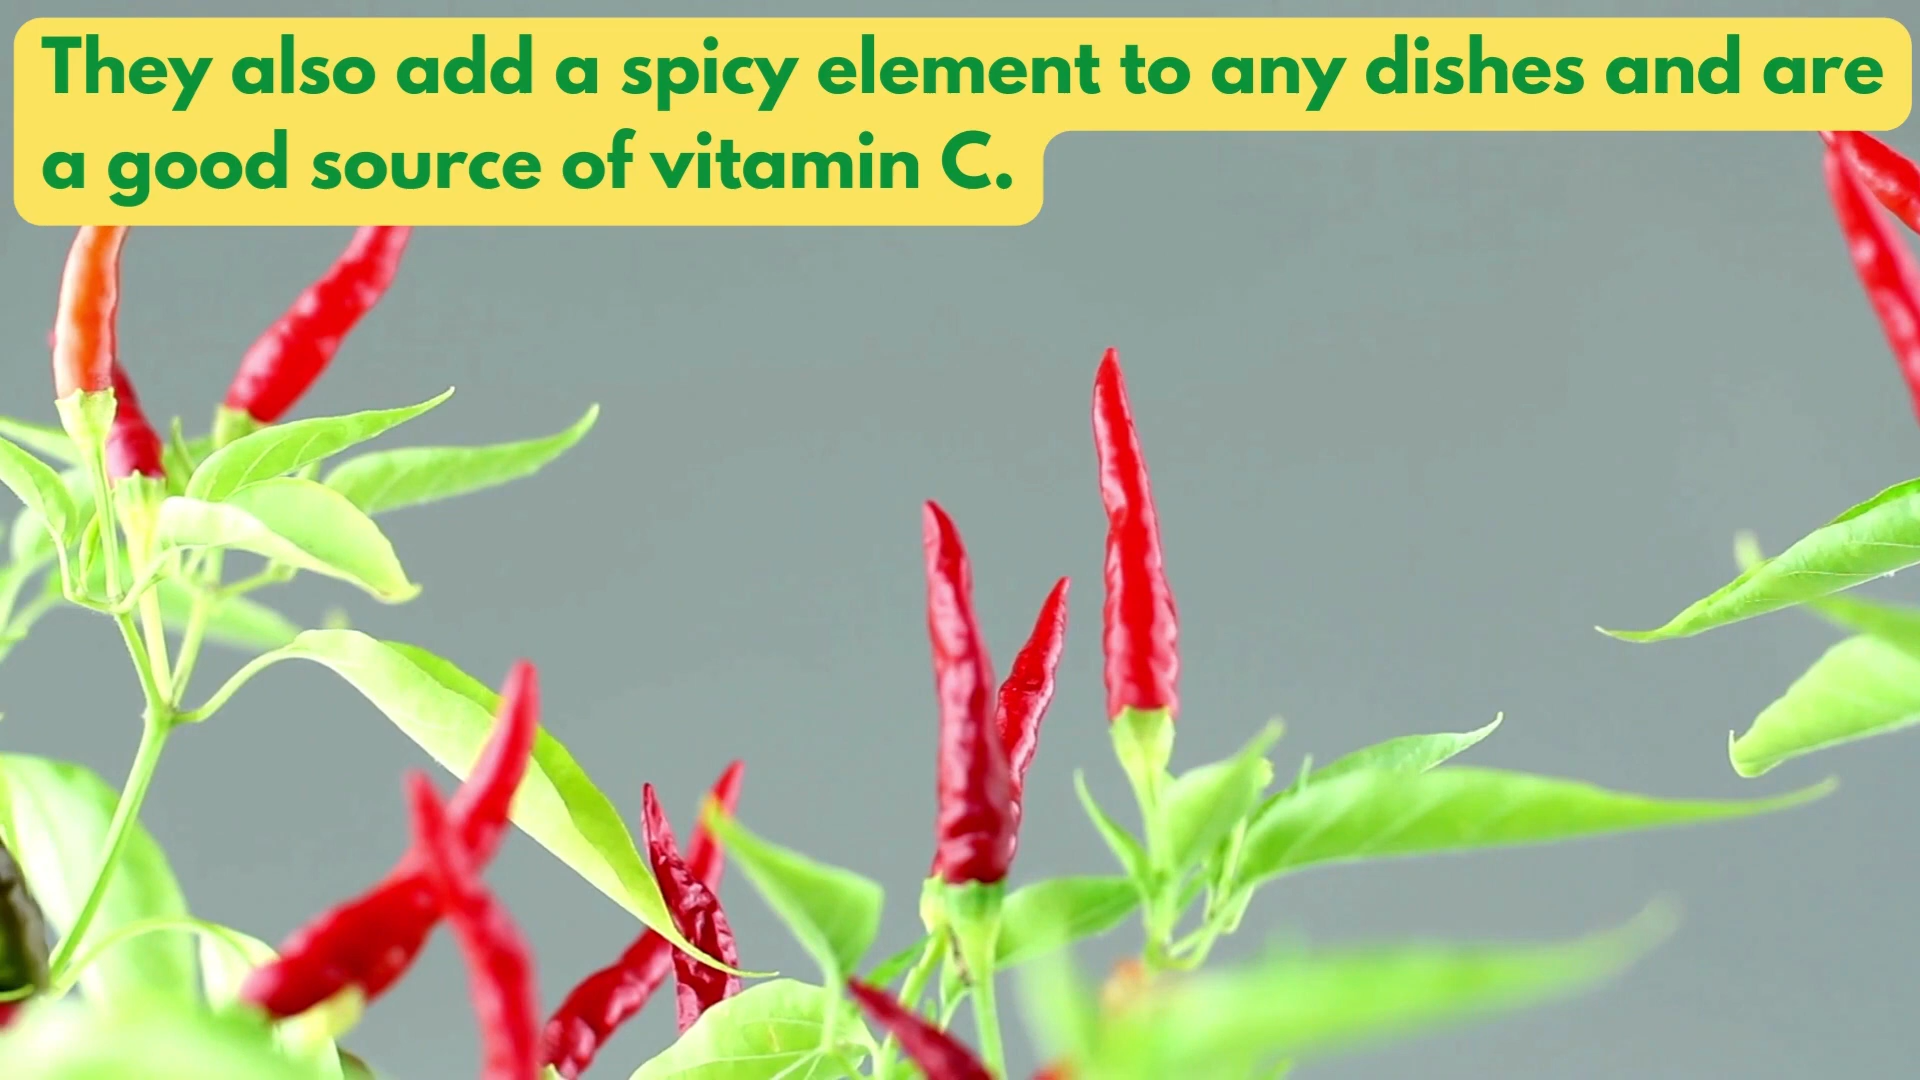 They also add a spicy element to any dishes and are
a good source of vitamin C.